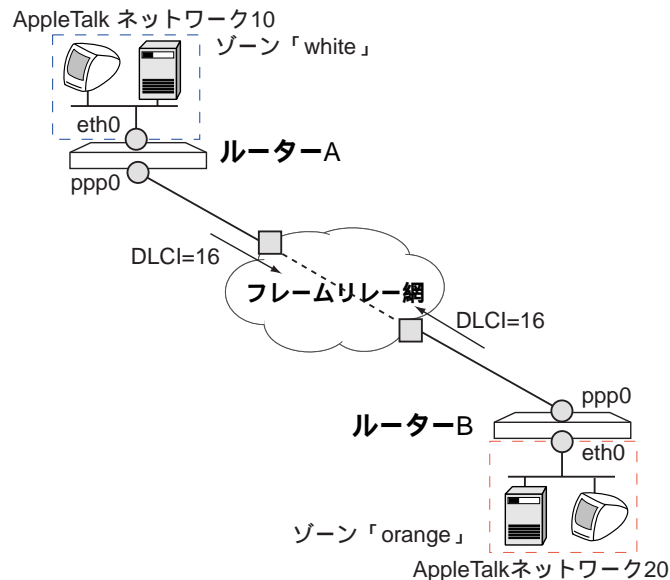 AppleTalk ネットワーク10
ゾーン「white」
eth0
ルーターA
ppp0
DLCI=16
フレームリレー網
DLCI=16
ppp0
ルーターB
eth0
ゾーン「orange」
AppleTalkネットワーク20